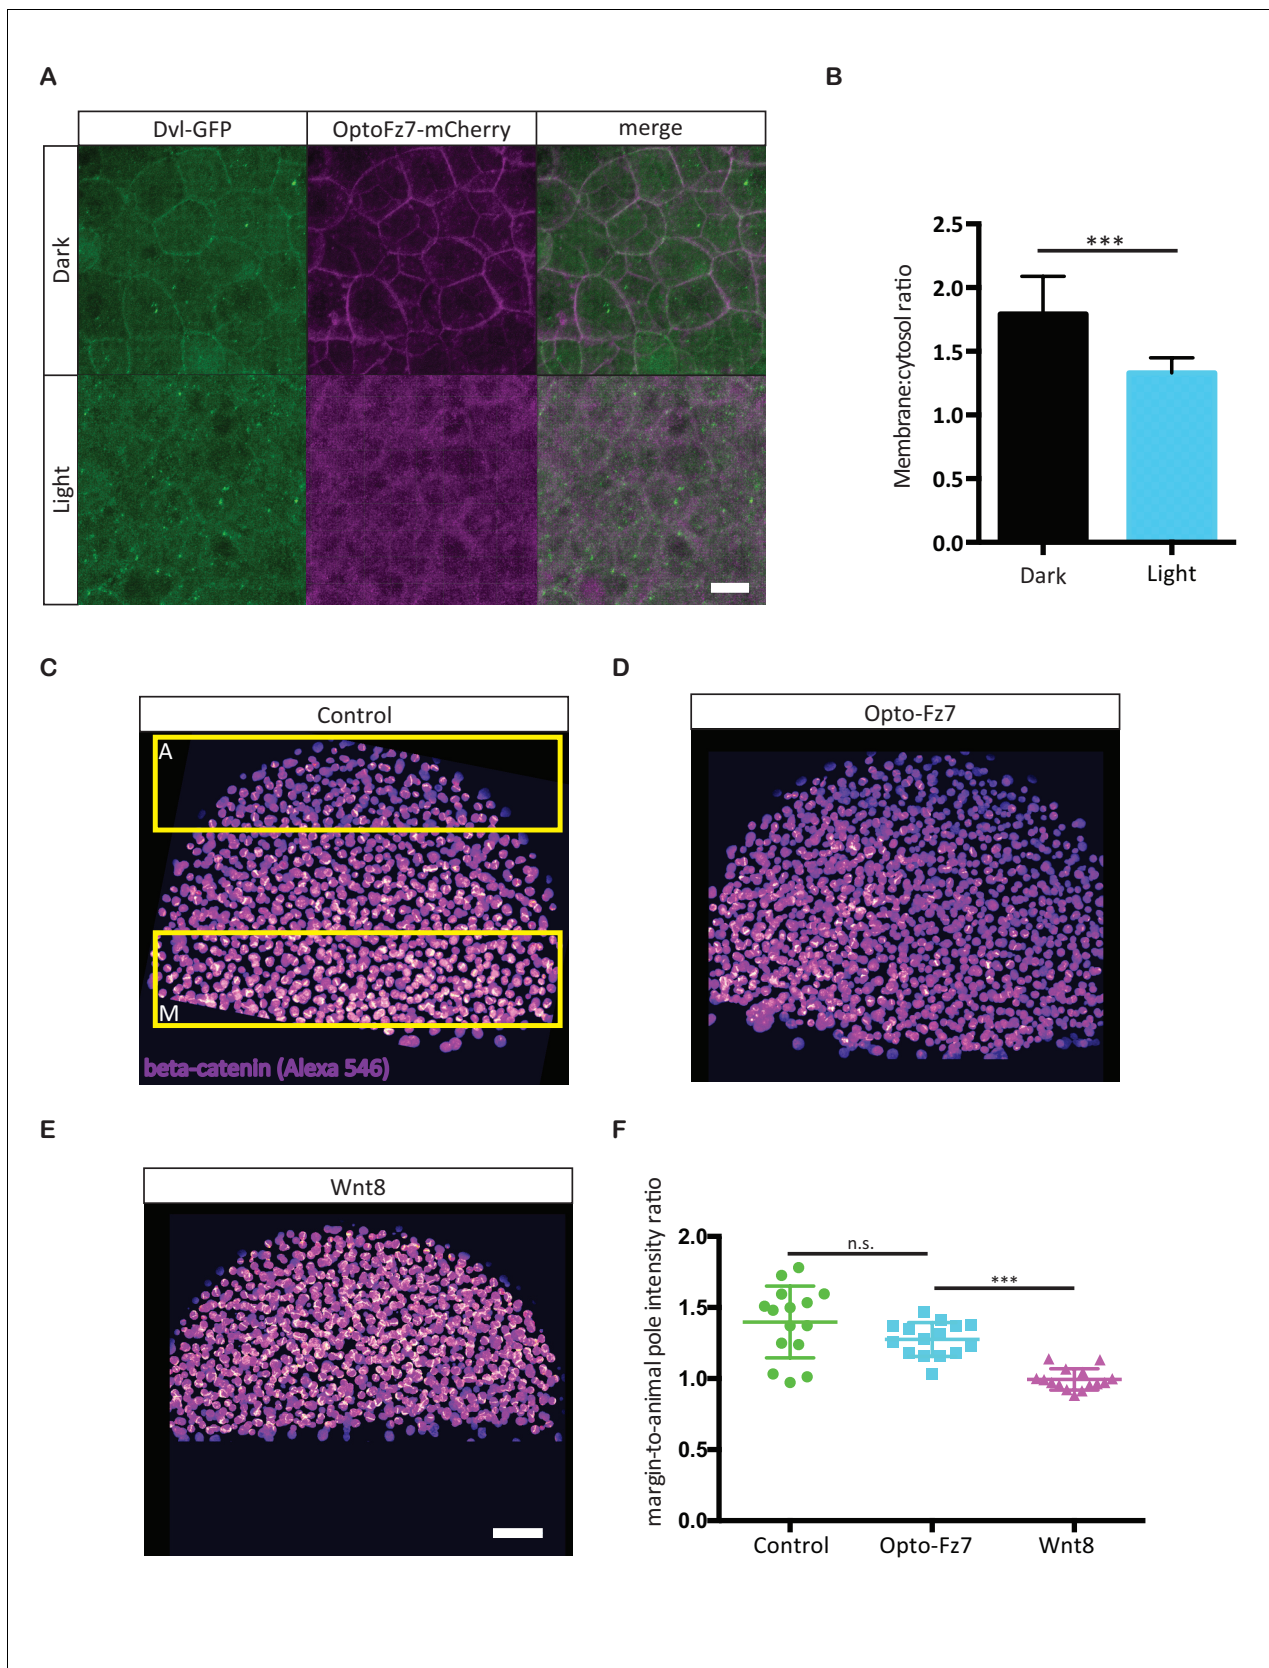 A
Dvl-GFP
OptoFz7-mCherry
merge
Dark
Light
B
2.5
2.0
1.5
1.0
0.5
0.0
Membrane:cytosol ratio
***
Dark
Light
C
Control
A
M
beta-catenin (Alexa 546)
D
Opto-Fz7
E
Wnt8
F
margin-to-animal pole intensity ratio
2.0
1.5
1.0
0.5
0.0
n.s.
***
Control
Opto-Fz7
Wnt8